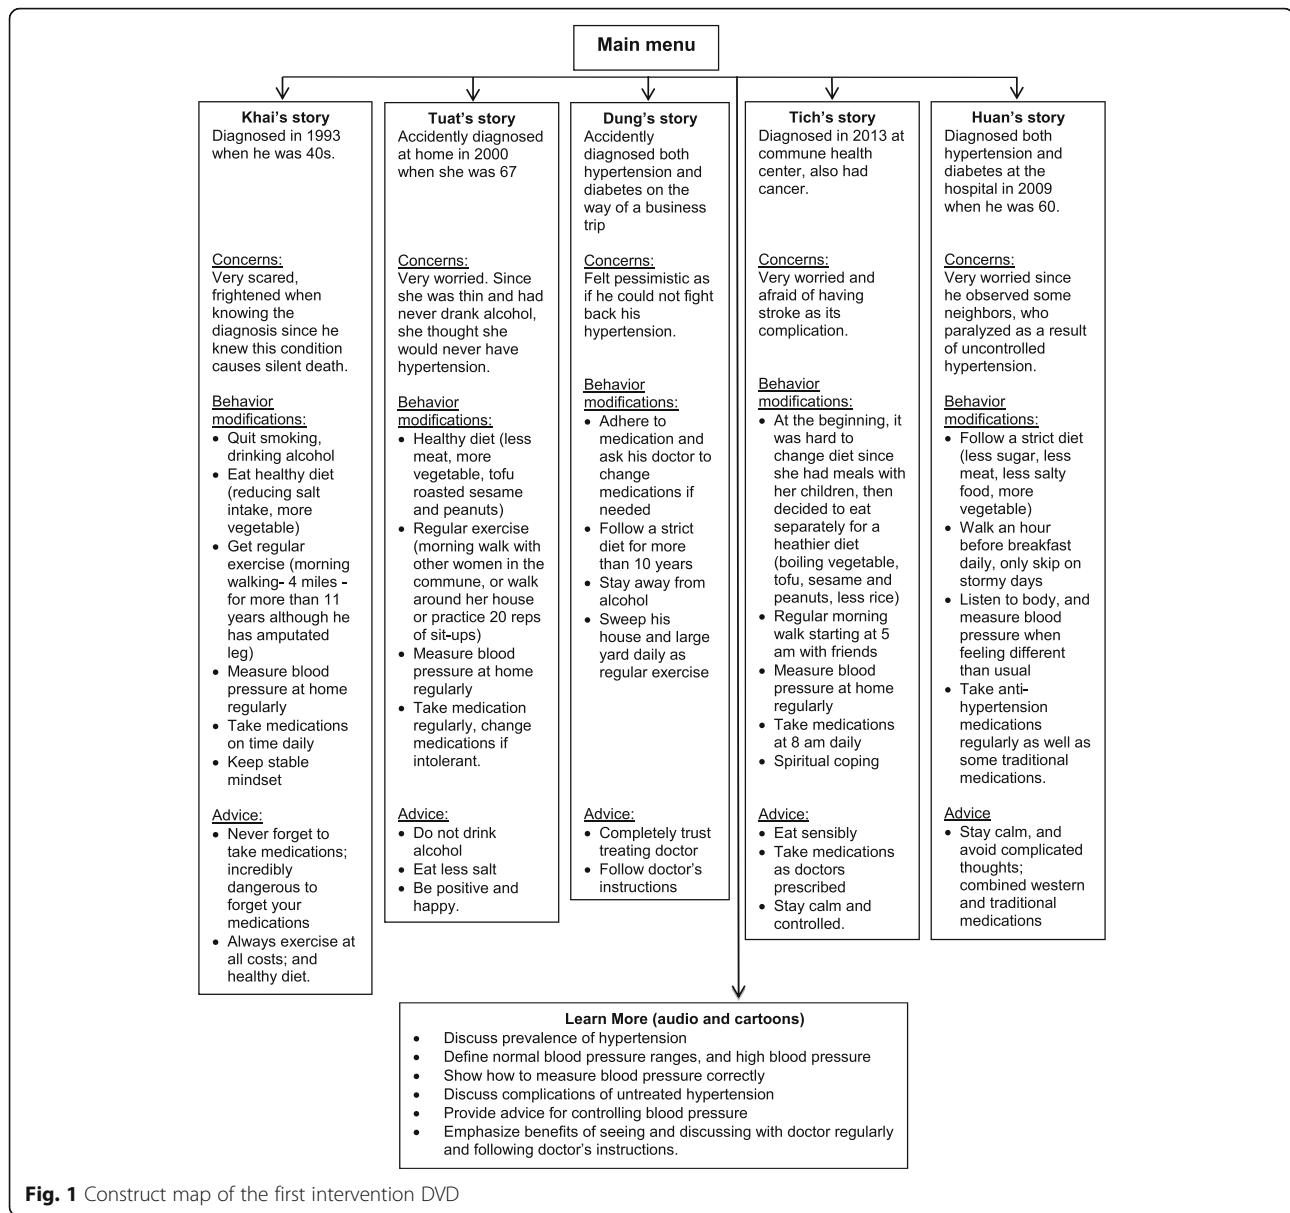 Main menu
Khai's story
Diagnosed in 1993
when he was 40s.
Concerns:
Very scared,
frightened when
knowing the
diagnosis since he
knew this condition
causes silent death.
Behavior
modifications:
• Quit smoking,
drinking alcohol
• Eat healthy diet
(reducing salt
intake, more
vegetable)
• Get regular
exercise (morning
walking- 4 miles -
for more than 11
years although he
has amputated
leg)
• Measure blood
pressure at home
regularly
• Take medications
on time daily
• Keep stable
mindset
Advice:
• Never forget to
take medications;
incredibly
dangerous to
forget your
medications
• Always exercise at
all costs; and
healthy diet.
Tuat's story
Accidently diagnosed
at home in 2000
when she was 67
Concerns:
Very worried. Since
she was thin and had
never drank alcohol,
she thought she
would never have
hypertension.
Behavior
modifications:
• Healthy diet (less
meat, more
vegetable, tofu
roasted sesame
and peanuts)
• Regular exercise
(morning walk with
other women in the
commune, or walk
around her house
or practice 20 reps
of sit-ups)
• Measure blood
pressure at home
regularly
• Take medication
regularly, change
medications if
intolerant.
Advice:
• Do not drink
alcohol
• Eat less salt
• Be positive and
happy.
Dung's story
Accidently
diagnosed both
hypertension and
diabetes on the
way of a business
trip
Concerns:
Felt pessimistic as
if he could not fight
back his
hypertension.
Behavior
modifications:
• Adhere to
medication and
ask his doctor to
change
medications if
needed
• Follow a strict
diet for more
than 10 years
• Stay away from
alcohol
• Sweep his
house and large
yard daily as
regular exercise
Advice:
• Completely trust
treating doctor
• Follow doctor's
instructions
Tich's story
Diagnosed in 2013 at
commune health
center, also had
cancer.
Concerns:
Very worried and
afraid of having
stroke as its
complication.
Behavior
modifications:
• At the beginning, it
was hard to
change diet since
she had meals with
her children, then
decided to eat
separately for a
heathier diet
(boiling vegetable,
tofu, sesame and
peanuts, less rice)
• Regular morning
walk starting at 5
am with friends
• Measure blood
pressure at home
regularly
• Take medications
at 8 am daily
• Spiritual coping
Advice:
• Eat sensibly
• Take medications
as doctors
prescribed
• Stay calm and
controlled.
Huan's story
Diagnosed both
hypertension and
diabetes at the
hospital in 2009
when he was 60.
Concerns:
Very worried since
he observed some
neighbors, who
paralyzed as a result
of uncontrolled
hypertension.
Behavior
modifications:
• Follow a strict diet
(less sugar, less
meat, less salty
food, more
vegetable)
• Walk an hour
before breakfast
daily, only skip on
stormy days
• Listen to body, and
measure blood
pressure when
feeling different
than usual
• Take anti-
hypertension
medications
regularly as well as
some traditional
medications.
Advice
• Stay calm, and
avoid complicated
thoughts;
combined western
and traditional
medications
Learn More (audio and cartoons)
• Discuss prevalence of hypertension
• Define normal blood pressure ranges, and high blood pressure
• Show how to measure blood pressure correctly
• Discuss complications of untreated hypertension
• Provide advice for controlling blood pressure
• Emphasize benefits of seeing and discussing with doctor regularly
and following doctor's instructions.
Fig. 1 Construct map of the first intervention DVD